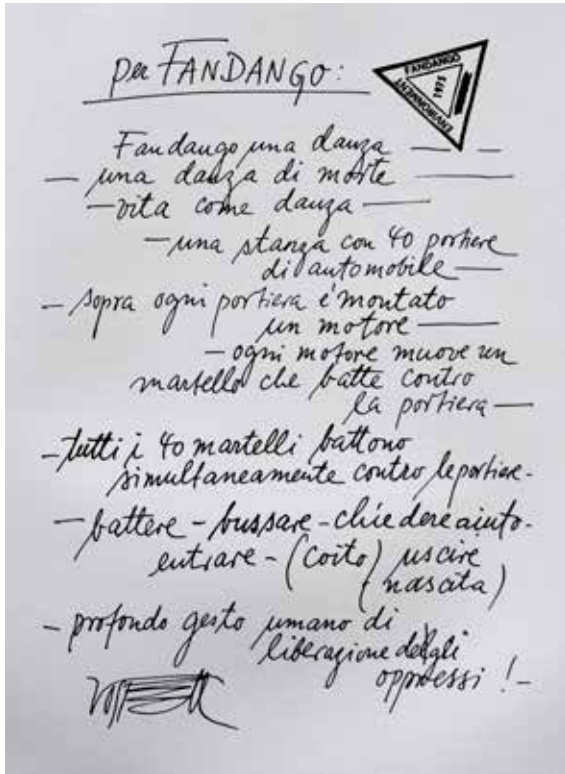 per FANDANGO:
FANDANGO
1975
ENVIRONMENT
Fandango una danza —
— una danza di morte —
— vita come danza —
— una stanza con 40 portiere
di automobile —
— sopra ogni portiera é montato
un motore —
— ogni motore muove un
martello che batte contro
la portiera —
— tutti i 40 martelli battono
simultaneamente contro le portiere -
— battere - bussare - chiedere aiuto -
entrare - (coito) uscire
(nascita)
— profondo gesto umano di
liberazione degli
oppressi ! -